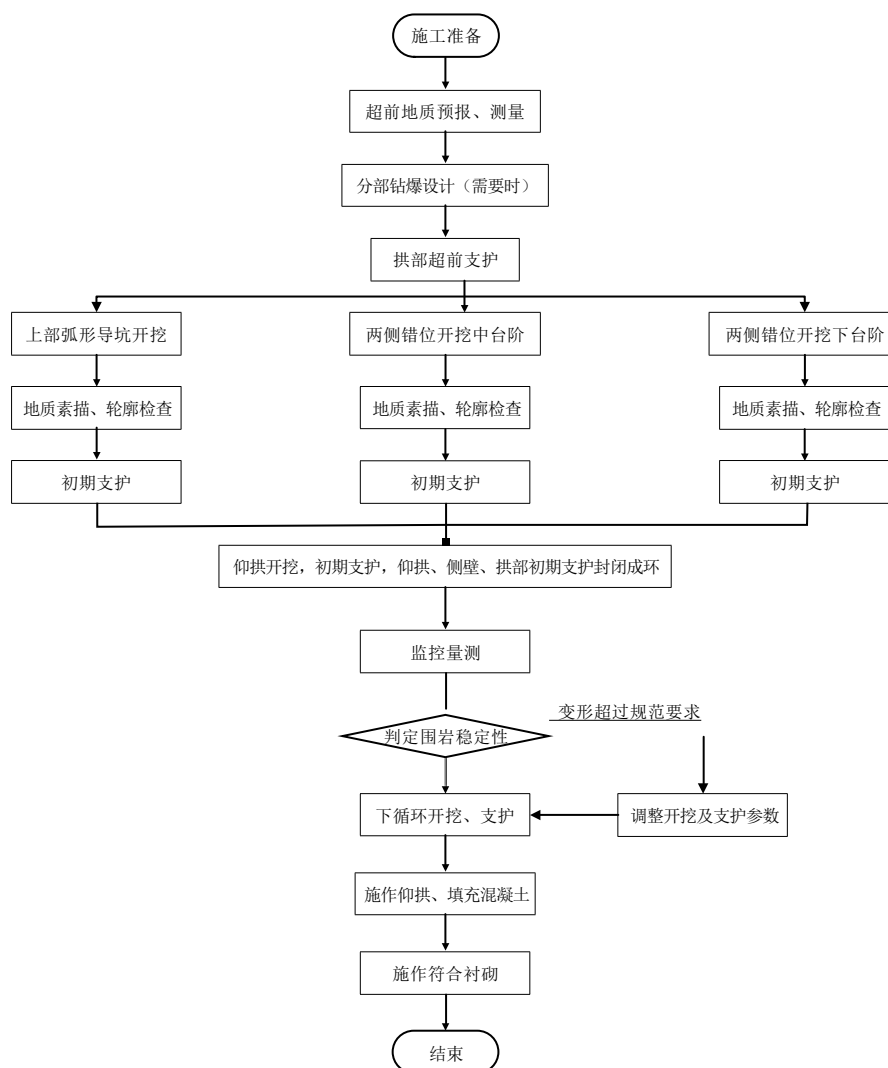 施工准备
超前地质预报、测量
分部钻爆设计（需要时）
拱部超前支护
上部弧形导坑开挖
两侧错位开挖中台阶
两侧错位开挖下台阶
地质素描、轮廓检查
地质素描、轮廓检查
地质素描、轮廓检查
初期支护
初期支护
初期支护
仰拱开挖，初期支护，仰拱、侧壁、拱部初期支护封闭成环
监控量测
变形超过规范要求
判定围岩稳定性
下循环开挖、支护
调整开挖及支护参数
施作仰拱、填充混凝土
施作符合衬砌
结束